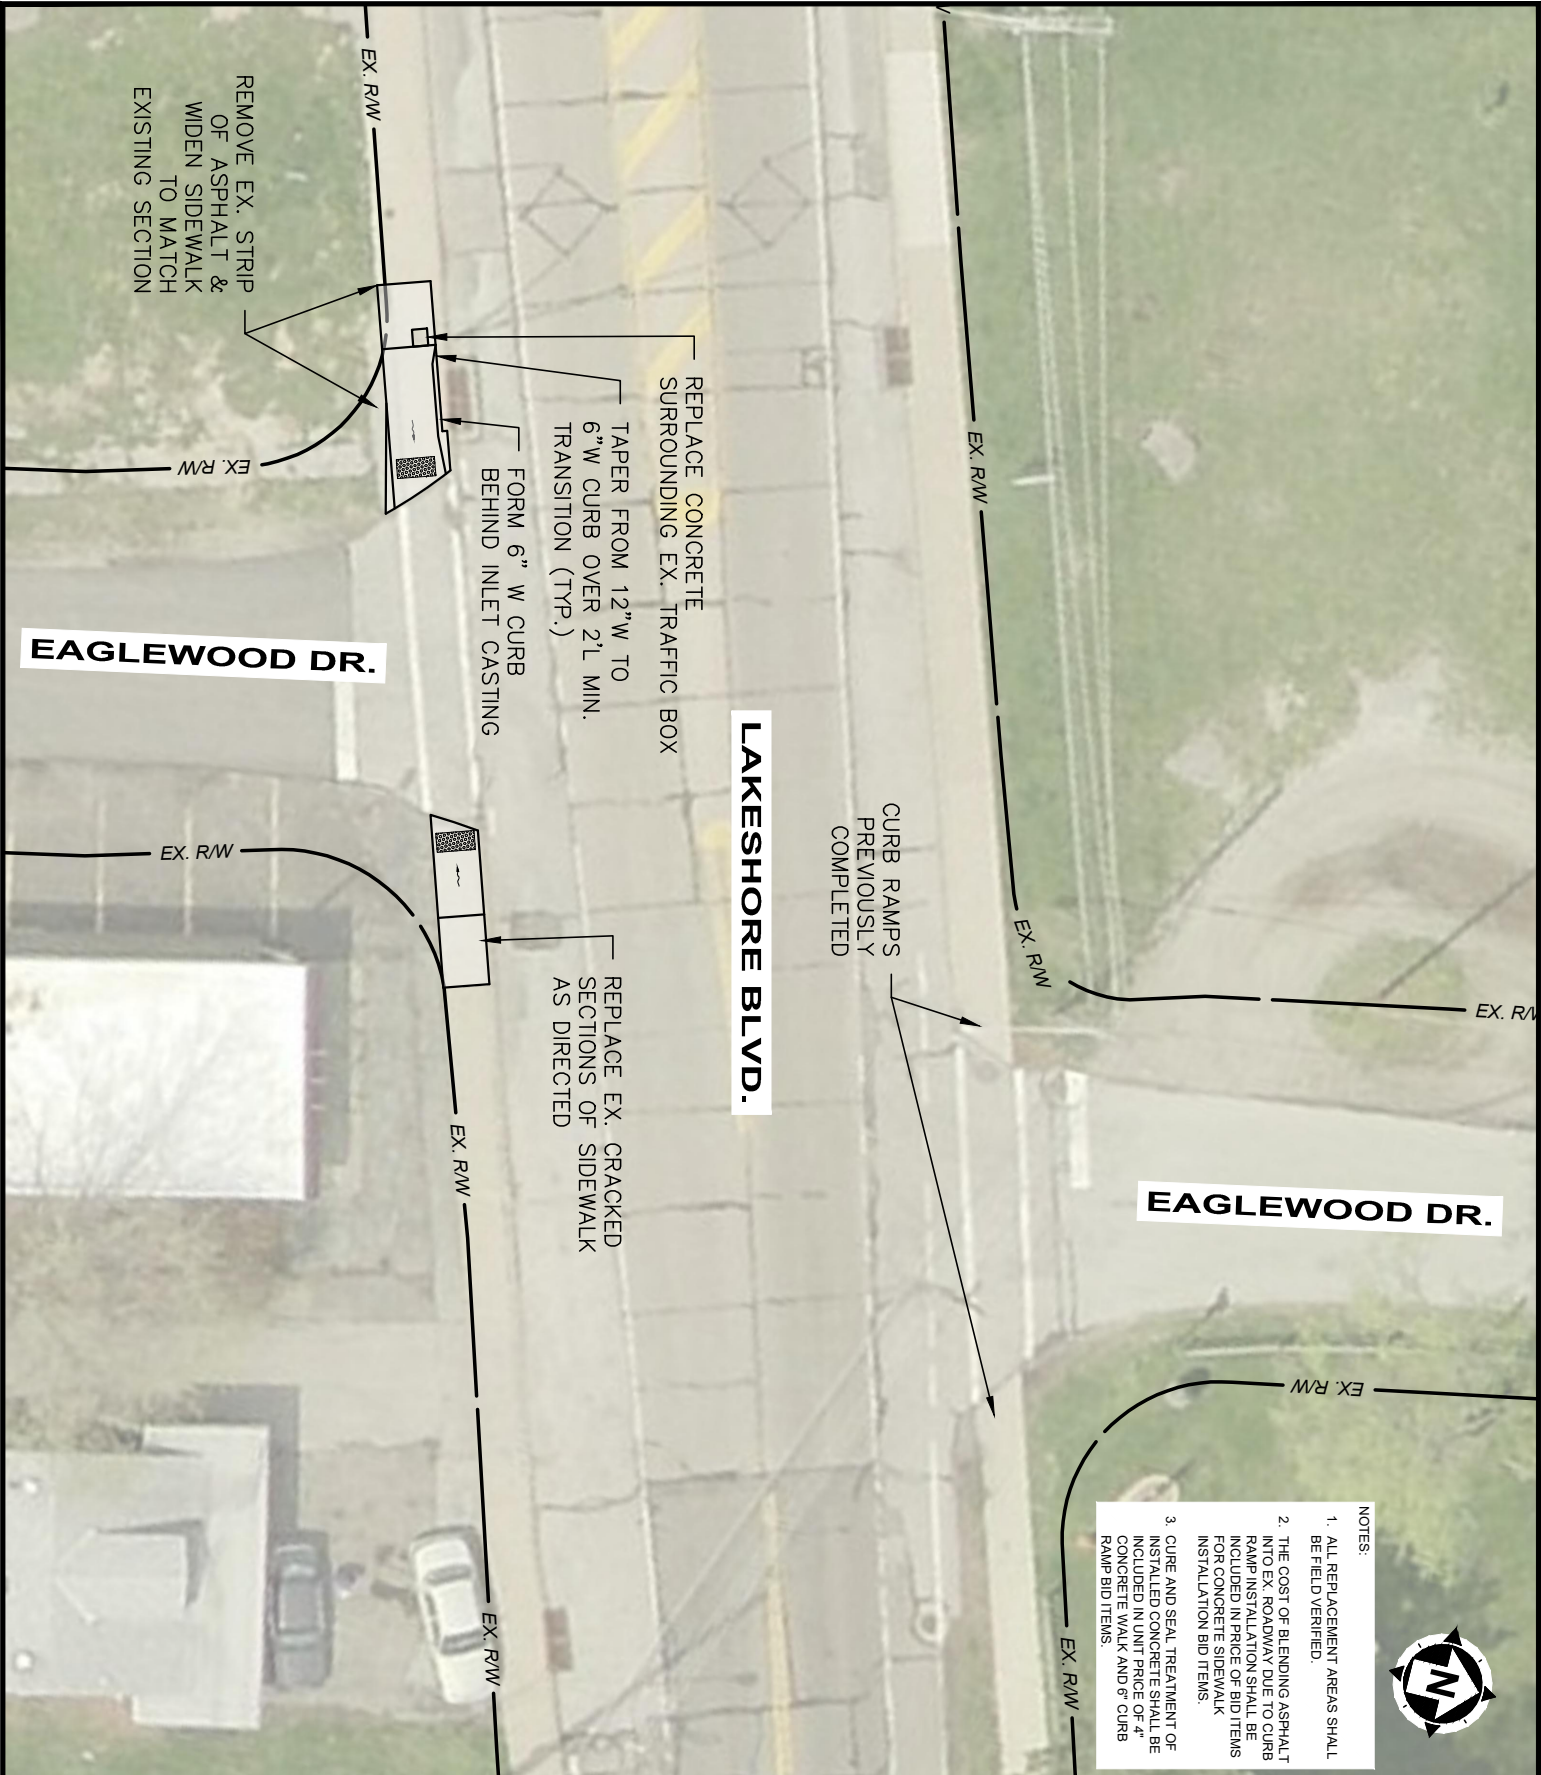 NOTES:
1. ALL REPLACEMENT AREAS SHALL
BE FIELD VERIFIED.
2. THE COST OF BLENDING ASPHALT
INTO EX. ROADWAY DUE TO CURB
RAMP INSTALLATION SHALL BE
INCLUDED IN PRICE OF BID ITEMS
FOR CONCRETE SIDEWALK
INSTALLATION BID ITEMS.
3. CURE AND SEAL TREATMENT OF
INSTALLED CONCRETE SHALL BE
INCLUDED IN UNIT PRICE OF 4"
CONCRETE WALK AND 6" CURB
RAMP BID ITEMS.
N
EX. R/W
EX. R/W
EX. R/W
EX. R/W
EX. R/W
EAGLEWOOD DR.
CURB RAMPS
PREVIOUSLY
COMPLETED
LAKESHORE BLVD.
REPLACE CONCRETE
SURROUNDING EX. TRAFFIC BOX
TAPER FROM 12"W TO
6"W CURB OVER 2'L MIN.
TRANSITION (TYP.)
FORM 6" W CURB
BEHIND INLET CASTING
REPLACE EX. CRACKED
SECTIONS OF SIDEWALK
AS DIRECTED
EX. R/W
EX. R/W
EX. R/W
EX. R/W
EX. R/W
REMOVE EX. STRIP
OF ASPHALT &
WIDEN SIDEWALK
TO MATCH
EXISTING SECTION
EAGLEWOOD DR.